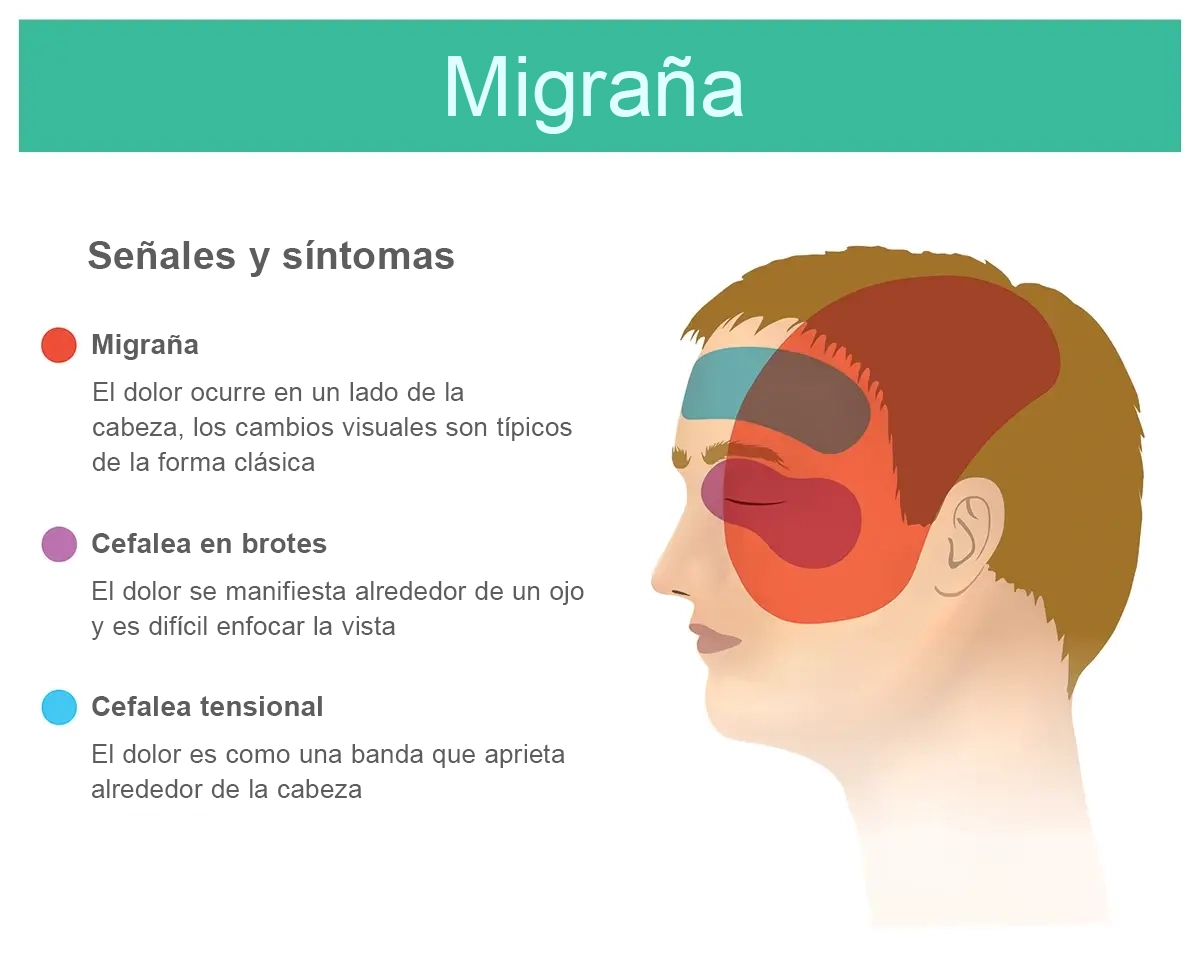 Migraña
Señales y síntomas
Migraña
El dolor ocurre en un lado de la
cabeza, los cambios visuales son típicos
de la forma clásica
Cefalea en brotes
El dolor se manifiesta alrededor de un ojo
y es difícil enfocar la vista
Cefalea tensional
El dolor es como una banda que aprieta
alrededor de la cabeza